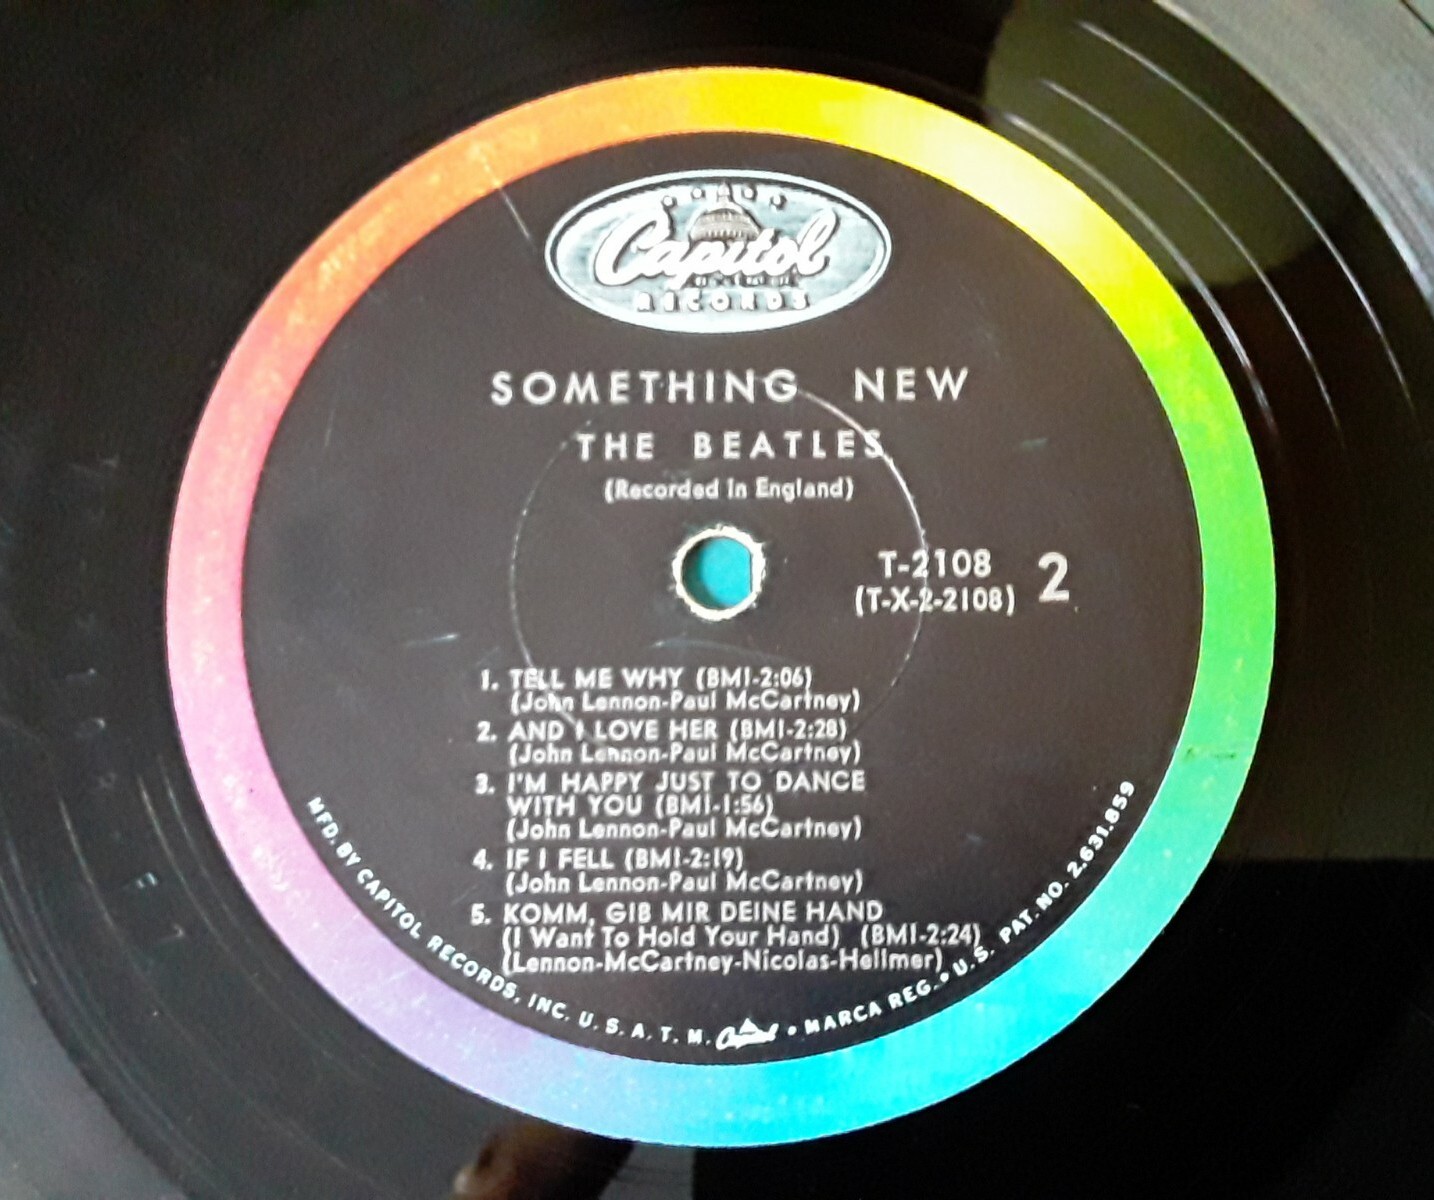 Capitol
RECORDS
SOMETHING NEW
THE BEATLES
(Recorded in England)
T-2108
(T-X-2-2108)
2
1. TELL ME WHY (BMI-2:06)
(John Lennon-Paul McCartney)
2. AND I LOVE HER (BMI-2:28)
(John Lennon-Paul McCartney)
3. I'M HAPPY JUST TO DANCE
WITH YOU (BMI-1:56)
(John Lennon-Paul McCartney)
4. IF I FELL (BMI-2:19)
(John Lennon-Paul McCartney)
5. KOMM, GIB MIR DEINE HAND
(I Want To Hold Your Hand) (BMI-2:24)
(Lennon-McCartney-Nicolas-Hellmer)
MFD. BY CAPITOL RECORDS, INC. U. S. A. T. M. Capitol • MARCA REG. • U.S. PAT. NO. 2,631,859